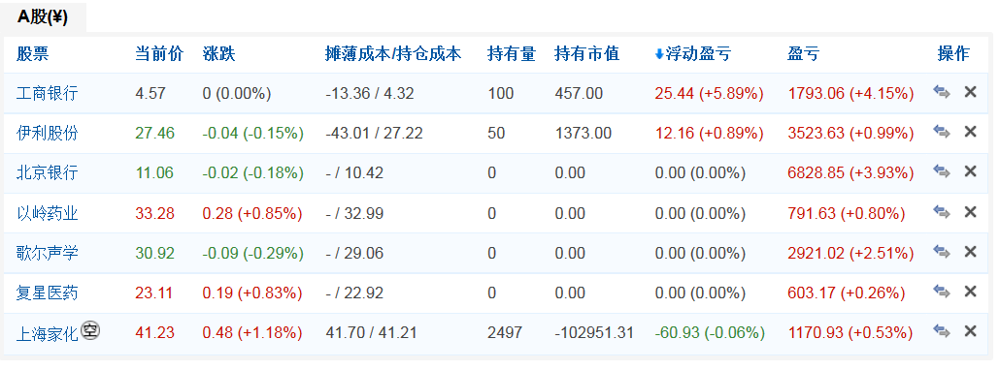 A股(¥)
股票 当前价 涨跌 摊薄成本/持仓成本 持有量 持有市值 浮动盈亏 盈亏 操作
工商银行 4.57 0 (0.00%) -13.36 / 4.32 100 457.00 25.44 (+5.89%) 1793.06 (+4.15%)
伊利股份 27.46 -0.04 (-0.15%) -43.01 / 27.22 50 1373.00 12.16 (+0.89%) 3523.63 (+0.99%)
北京银行 11.06 -0.02 (-0.18%) - / 10.42 0 0.00 0.00 (0.00%) 6828.85 (+3.93%)
以岭药业 33.28 0.28 (+0.85%) - / 32.99 0 0.00 0.00 (0.00%) 791.63 (+0.80%)
歌尔声学 30.92 -0.09 (-0.29%) - / 29.06 0 0.00 0.00 (0.00%) 2921.02 (+2.51%)
复星医药 23.11 0.19 (+0.83%) - / 22.92 0 0.00 0.00 (0.00%) 603.17 (+0.26%)
上海家化 空 41.23 0.48 (+1.18%) 41.70 / 41.21 2497 -102951.31 -60.93 (-0.06%) 1170.93 (+0.53%)